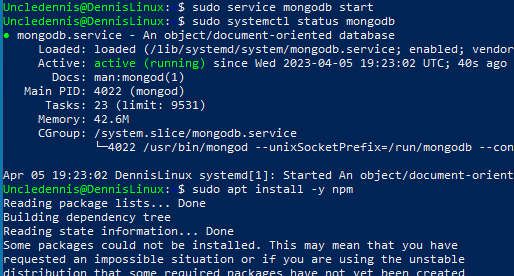 Uncledennis@DennisLinux:~$ sudo service mongodb start
Uncledennis@DennisLinux:~$ sudo systemctl status mongodb
● mongodb.service - An object/document-oriented database
     Loaded: loaded (/lib/systemd/system/mongodb.service; enabled; vendor
     Active: active (running) since Wed 2023-04-05 19:23:02 UTC; 40s ago
       Docs: man:mongod(1)
   Main PID: 4022 (mongod)
      Tasks: 23 (limit: 9531)
     Memory: 42.6M
     CGroup: /system.slice/mongodb.service
             └─4022 /usr/bin/mongod --unixSocketPrefix=/run/mongodb --con
Apr 05 19:23:02 DennisLinux systemd[1]: Started An object/document-orient
Uncledennis@DennisLinux:~$ sudo apt install -y npm
Reading package lists... Done
Building dependency tree
Reading state information... Done
Some packages could not be installed. This may mean that you have
requested an impossible situation or if you are using the unstable
distribution that some required packages have not yet been created